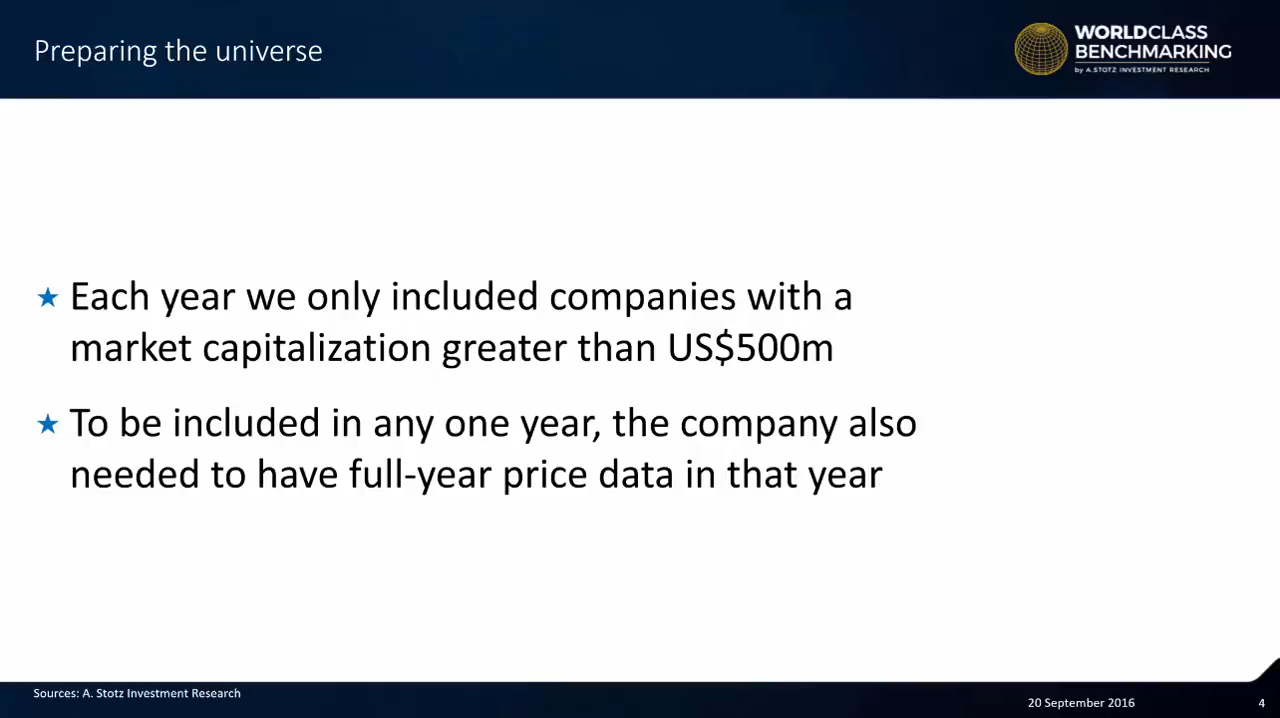 Preparing the universe
WORLDCLASS
BENCHMARKING
by A.STOTZ INVESTMENT RESEARCH
★ Each year we only included companies with a
market capitalization greater than US$500m
★ To be included in any one year, the company also
needed to have full-year price data in that year
Sources: A. Stotz Investment Research
20 September 2016
4